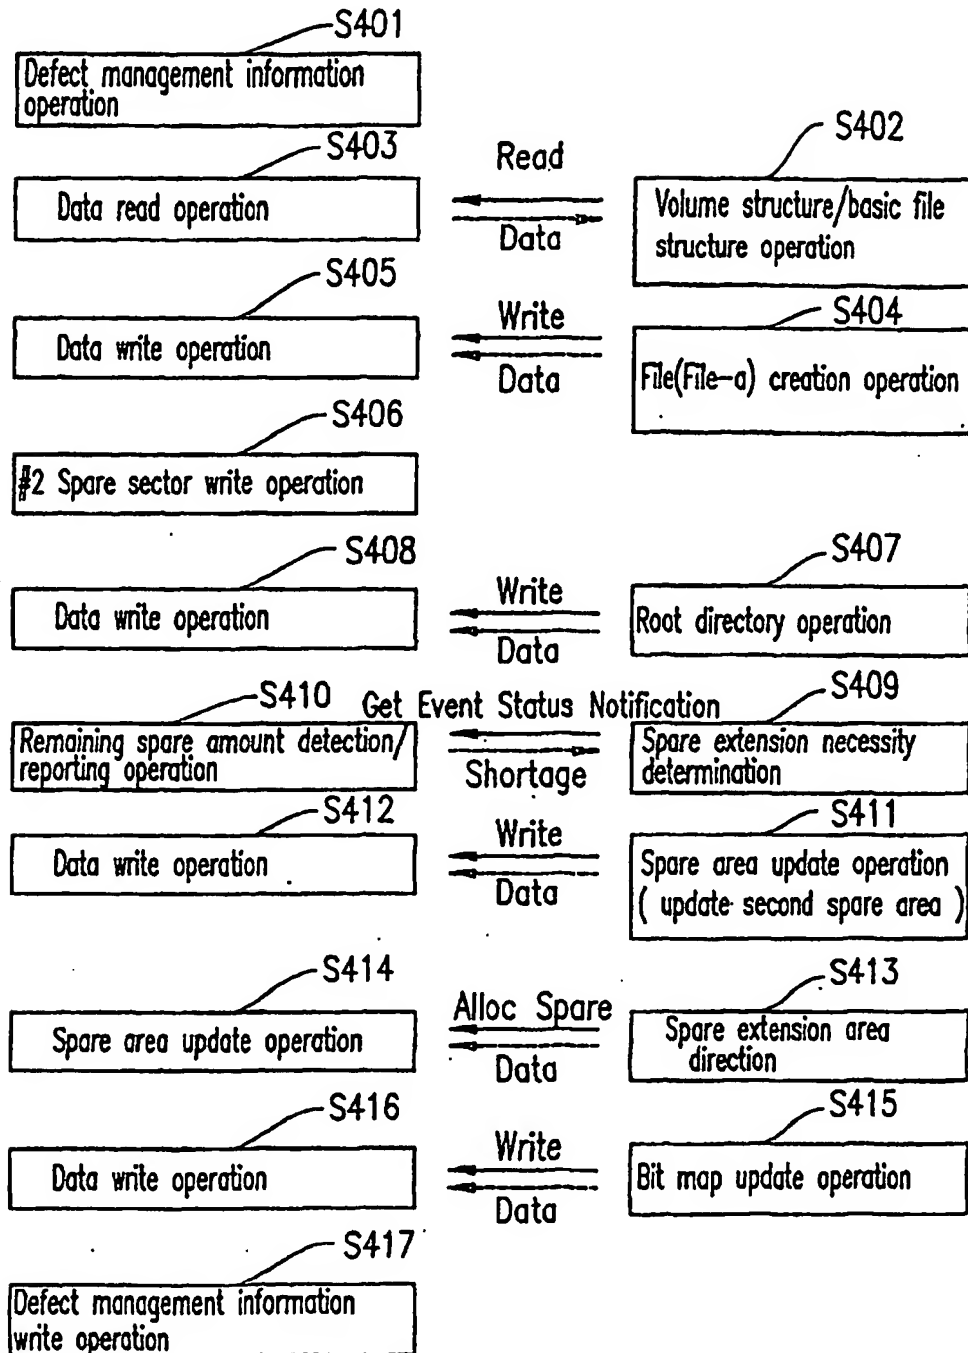 S401
Defect management information
operation
S402
S403
Read
Data read operation
Volume structure/basic file
structure operation
Data
S405
S404
Write
Data write operation
File(File-a) creation operation
Data
S406
#2 Spare sector write operation
S408
S407
Write
Data write operation
Root directory operation
Data
S410
Get Event Status Notification
S409
Remaining spare amount detection/
reporting operation
Spare extension necessity
determination
Shortage
S412
S411
Write
Data write operation
Spare area update operation
( update second spare area )
Data
S414
S413
Alloc Spare
Spare area update operation
Spare extension area
direction
Data
S416
S415
Write
Data write operation
Bit map update operation
Data
S417
Defect management information
write operation